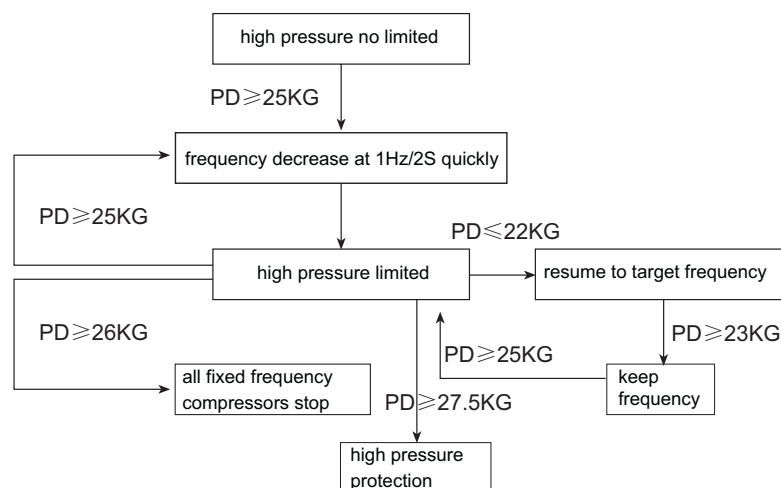 high pressure no limited
PD≥25KG
frequency decrease at 1Hz/2S quickly
PD≥25KG
PD≤22KG
high pressure limited
resume to target frequency
PD≥26KG
PD≥23KG
PD≥25KG
all fixed frequency
compressors stop
keep
frequency
PD≥27.5KG
high pressure
protection